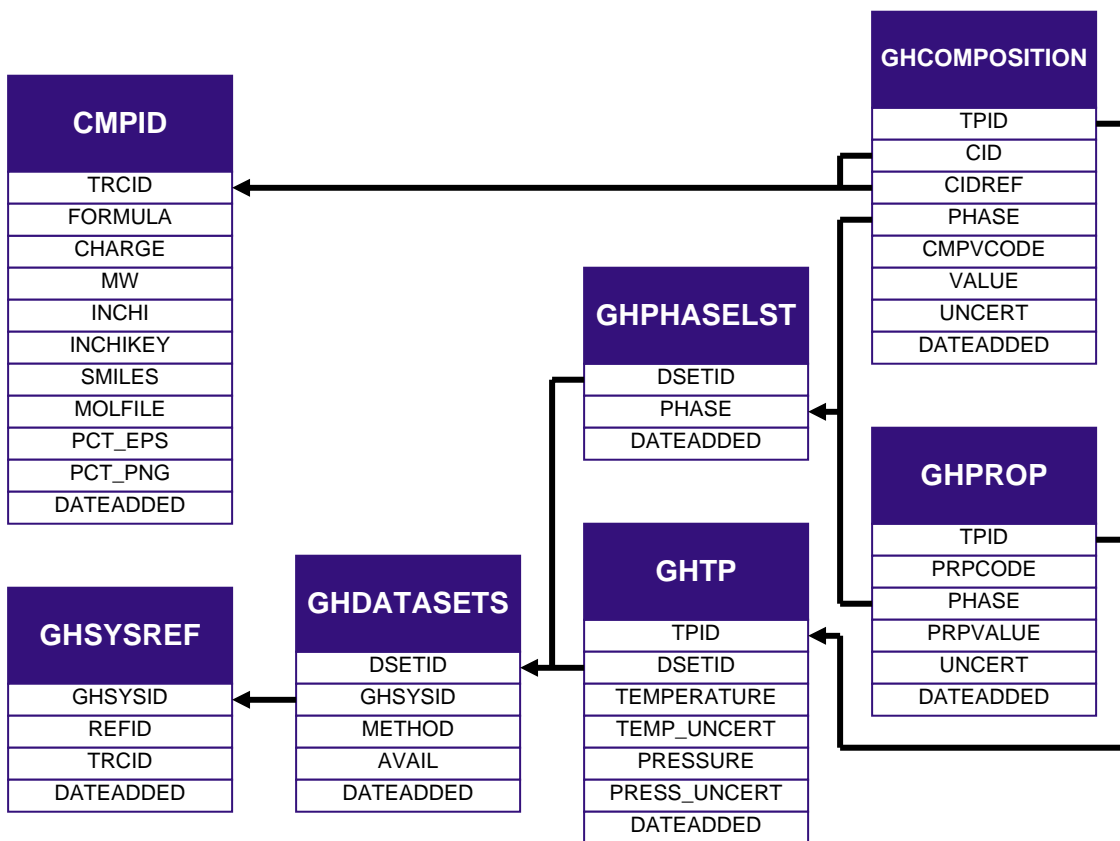 CMPID
TRCID
FORMULA
CHARGE
MW
INCHI
INCHIKEY
SMILES
MOLFILE
PCT_EPS
PCT_PNG
DATEADDED
GHSYSREF
GHSYSID
REFID
TRCID
DATEADDED
GHDATASETS
DSETID
GHSYSID
METHOD
AVAIL
DATEADDED
GHPHASELST
DSETID
PHASE
DATEADDED
GHTP
TPID
DSETID
TEMPERATURE
TEMP_UNCERT
PRESSURE
PRESS_UNCERT
DATEADDED
GHCOMPOSITION
TPID
CID
CIDREF
PHASE
CMPVCODE
VALUE
UNCERT
DATEADDED
GHPROP
TPID
PRPCODE
PHASE
PRPVALUE
UNCERT
DATEADDED